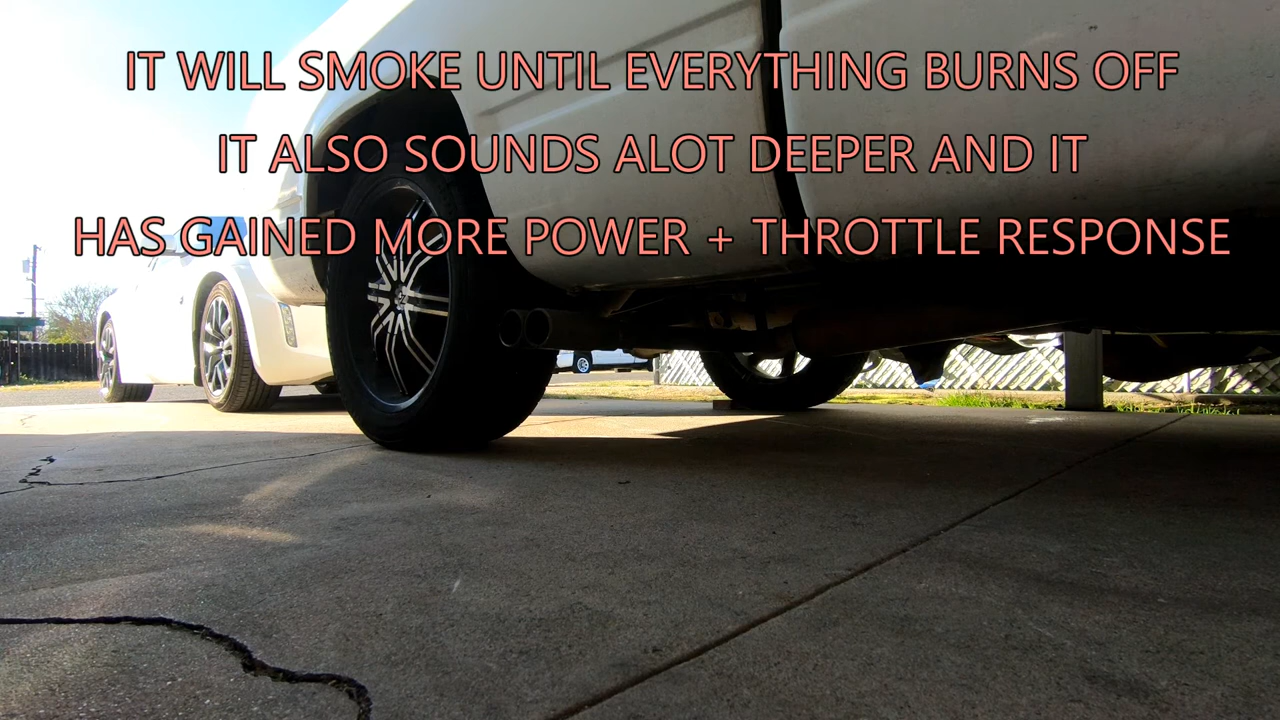 IT WILL SMOKE UNTIL EVERYTHING BURNS OFF
IT ALSO SOUNDS ALOT DEEPER AND IT
HAS GAINED MORE POWER + THROTTLE RESPONSE